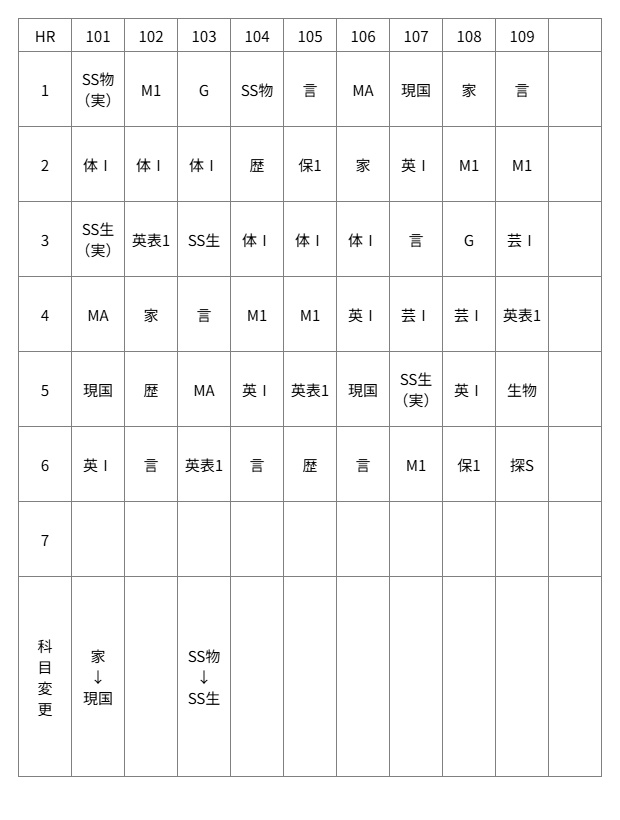 HR 101 102 103 104 105 106 107 108 109
1 SS物（実） M1 G SS物 言 MA 現国 家 言
2 体Ⅰ 体Ⅰ 体Ⅰ 歴 保1 家 英Ⅰ M1 M1
3 SS生（実） 英表1 SS生 体Ⅰ 体Ⅰ 体Ⅰ 言 G 芸Ⅰ
4 MA 家 言 M1 M1 英Ⅰ 芸Ⅰ 芸Ⅰ 英表1
5 現国 歴 MA 英Ⅰ 英表1 現国 SS生（実） 英Ⅰ 生物
6 英Ⅰ 言 英表1 言 歴 言 M1 保1 探S
7
科目変更 家↓現国 SS物↓SS生